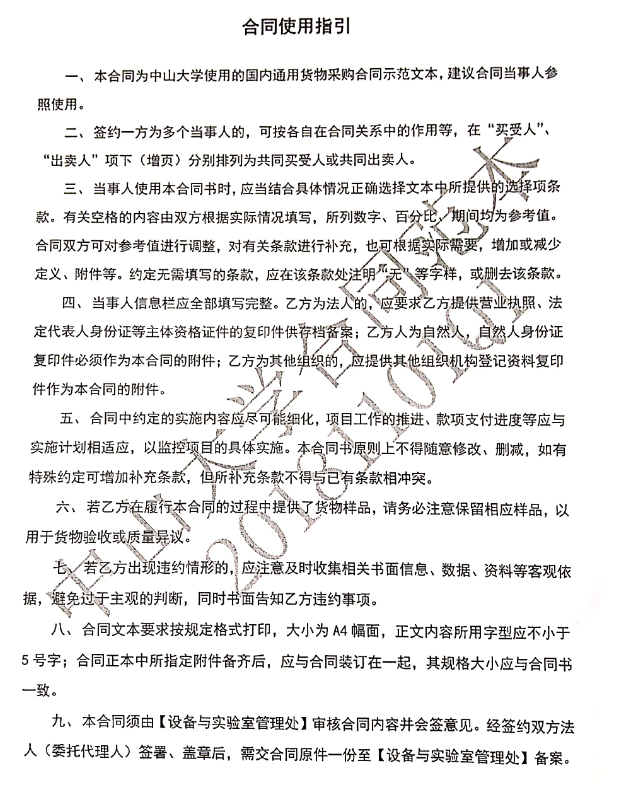 合同使用指引
一、本合同为中山大学使用的国内通用货物采购合同示范文本，建议合同当事人参
照使用。
二、签约一方为多个当事人的，可按各自在合同关系中的作用等，在“买受人”、
“出卖人”项下（增页）分别排列为共同买受人或共同出卖人。
三、当事人使用本合同书时，应当结合具体情况正确选择文本中所提供的选择项条
款。有关空格的内容由双方根据实际情况填写，所列数字、百分比、期间均为参考值。
合同双方可对参考值进行调整，对有关条款进行补充，也可根据实际需要，增加或减少
定义、附件等。约定无需填写的条款，应在该条款处注明“无”等字样，或删去该条款。
四、当事人信息栏应全部填写完整。乙方为法人的，应要求乙方提供营业执照、法
定代表人身份证等主体资格证件的复印件供存档备案；乙方人为自然人，自然人身份证
复印件必须作为本合同的附件；乙方为其他组织的，应提供其他组织机构登记资料复印
件作为本合同的附件。
五、合同中约定的实施内容应尽可能细化，项目工作的推进、款项支付进度等应与
实施计划相适应，以监控项目的具体实施。本合同书原则上不得随意修改、删减，如有
特殊约定可增加补充条款，但所补充条款不得与已有条款相冲突。
六、若乙方在履行本合同的过程中提供了货物样品，请务必注意保留相应样品，以
用于货物验收或质量异议。
七、若乙方出现违约情形的，应注意及时收集相关书面信息、数据、资料等客观依
据，避免过于主观的判断，同时书面告知乙方违约事项。
八、合同文本要求按规定格式打印，大小为 A4 幅面，正文内容所用字型应不小于
5 号字；合同正本中所指定附件备齐后，应与合同装订在一起，其规格大小应与合同书
一致。
九、本合同须由【设备与实验室管理处】审核合同内容并会签意见。经签约双方法
人（委托代理人）签署、盖章后，需交合同原件一份至【设备与实验室管理处】备案。
中山大学合同范本
20181101Q1